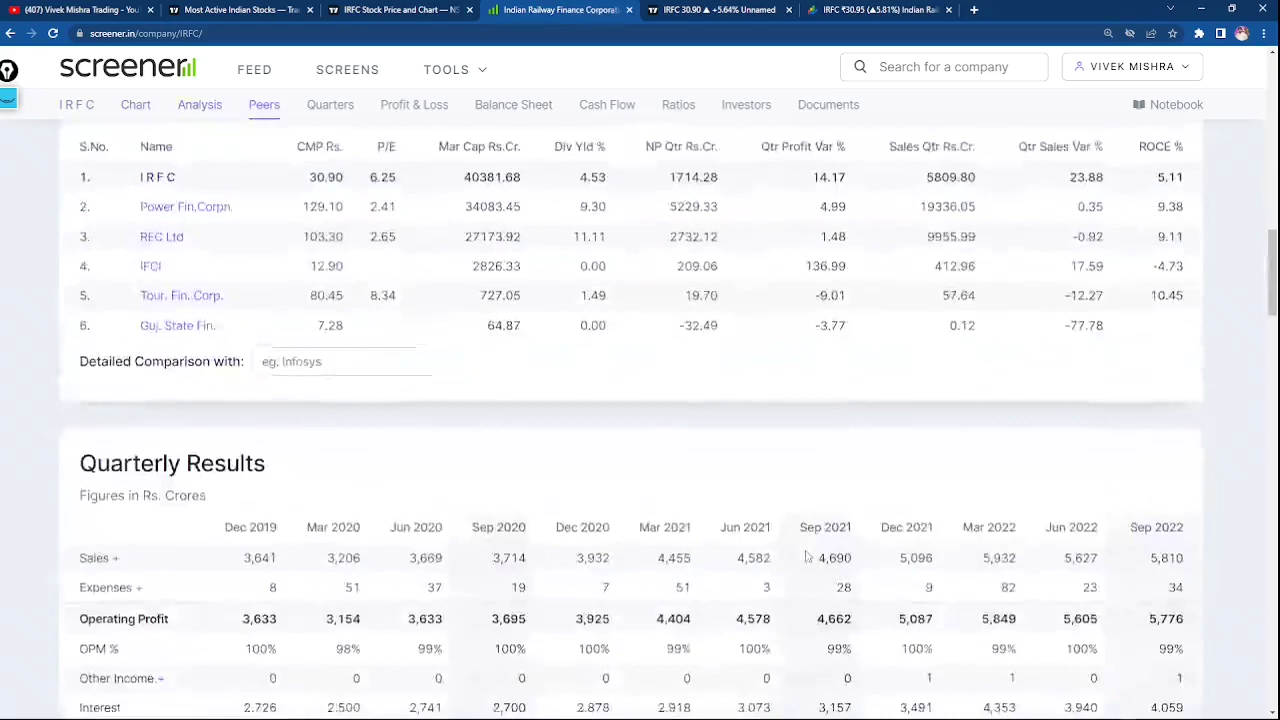 (407) Vivek Mishra Trading - You
Most Active Indian Stocks — Tra
IRFC Stock Price and Chart — NS
Indian Railway Finance Corporat
IRFC 30.90 ▲ +5.64% Unnamed
IRFC ₹30.95 (▲5.81%) Indian Rail
screener.in/company/IRFC/
screener FEED SCREENS TOOLS Search for a company VIVEK MISHRA
I R F C Chart Analysis Peers Quarters Profit & Loss Balance Sheet Cash Flow Ratios Investors Documents Notebook
S.No. Name CMP Rs. P/E Mar Cap Rs.Cr. Div Yld % NP Qtr Rs.Cr. Qtr Profit Var % Sales Qtr Rs.Cr. Qtr Sales Var % ROCE %
1. I R F C 30.90 6.25 40381.68 4.53 1714.28 14.17 5809.80 23.88 5.11
2. Power Fin.Corpn. 129.10 2.41 34083.45 9.30 5229.33 4.99 19336.05 0.35 9.38
3. REC Ltd 103.30 2.65 27173.92 11.11 2732.12 1.48 9955.99 -0.92 9.11
4. IFCI 12.90 2826.33 0.00 209.06 136.99 412.96 17.59 -4.73
5. Tour. Fin. Corp. 80.45 8.34 727.05 1.49 19.70 -9.01 57.64 -12.27 10.45
6. Guj. State Fin. 7.28 64.87 0.00 -32.49 -3.77 0.12 -77.78
Detailed Comparison with: eg. Infosys
Quarterly Results
Figures in Rs. Crores
Dec 2019 Mar 2020 Jun 2020 Sep 2020 Dec 2020 Mar 2021 Jun 2021 Sep 2021 Dec 2021 Mar 2022 Jun 2022 Sep 2022
Sales + 3,641 3,206 3,669 3,714 3,932 4,455 4,582 4,690 5,096 5,932 5,627 5,810
Expenses + 8 51 37 19 7 51 3 28 9 82 23 34
Operating Profit 3,633 3,154 3,633 3,695 3,925 4,404 4,578 4,662 5,087 5,849 5,605 5,776
OPM % 100% 98% 99% 100% 100% 99% 100% 99% 100% 99% 100% 99%
Other Income + 0 0 0 0 0 0 0 0 1 1 0 1
Interest 2,726 2,500 2,741 2,700 2,878 2,918 3,073 3,157 3,491 4,353 3,940 4,059